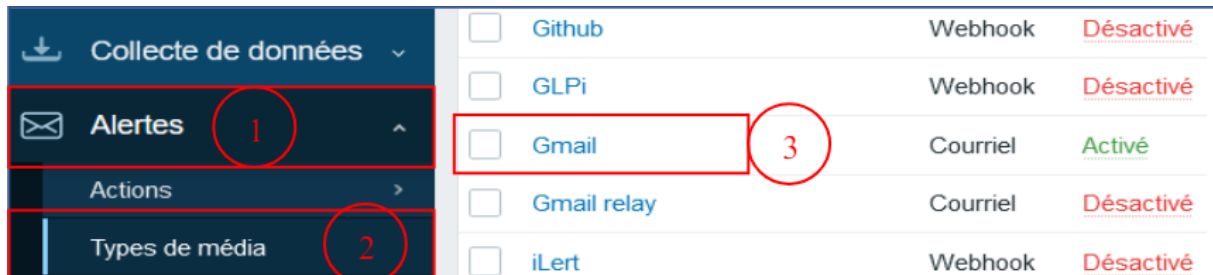 Collecte de données
Alertes 1
Actions
Types de média 2
Github Webhook Désactivé
GLPi Webhook Désactivé
Gmail 3 Courriel Activé
Gmail relay Courriel Désactivé
iLert Webhook Désactivé